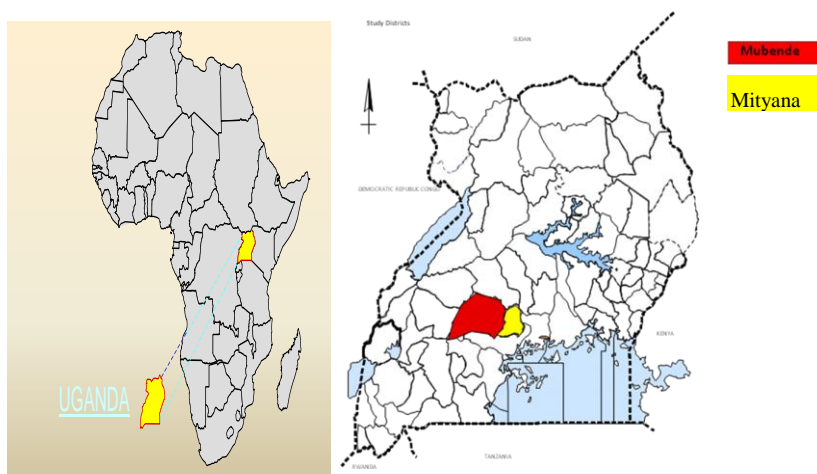 UGANDA
Study Districts
SUDAN
DEMOCRATIC REPUBLIC CONGO
KENYA
TANZANIA
RWANDA
Mubende
Mityana